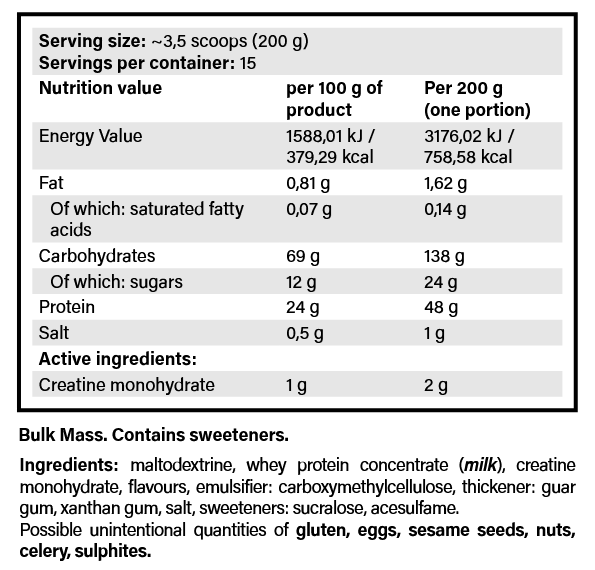 Serving size: ~3,5 scoops (200 g)
Servings per container: 15
Nutrition value per 100 g of product Per 200 g (one portion)
Energy Value 1588,01 kJ / 379,29 kcal 3176,02 kJ / 758,58 kcal
Fat 0,81 g 1,62 g
Of which: saturated fatty acids 0,07 g 0,14 g
Carbohydrates 69 g 138 g
Of which: sugars 12 g 24 g
Protein 24 g 48 g
Salt 0,5 g 1 g
Active ingredients:
Creatine monohydrate 1 g 2 g
Bulk Mass. Contains sweeteners.
Ingredients: maltodextrine, whey protein concentrate (milk), creatine
monohydrate, flavours, emulsifier: carboxymethylcellulose, thickener: guar
gum, xanthan gum, salt, sweeteners: sucralose, acesulfame.
Possible unintentional quantities of gluten, eggs, sesame seeds, nuts,
celery, sulphites.